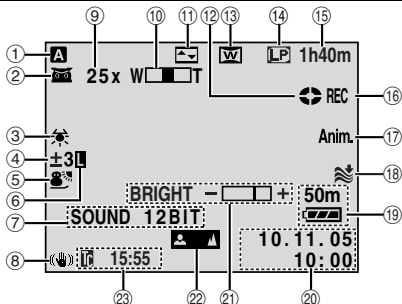 ⑨ ⑩ ⑪ ⑫ ⑬ ⑭ ⑮
① A W LP 1h40m
② 25x W T
REC ⑯
③ Anim. ⑰
④ ±3 L
⑤ ⑱
⑥ BRIGHT − + 50m
⑦ SOUND 12BIT ⑲
10.11.05
⑧ 15:55 10:00
㉓ ㉒ ㉑ ⑳